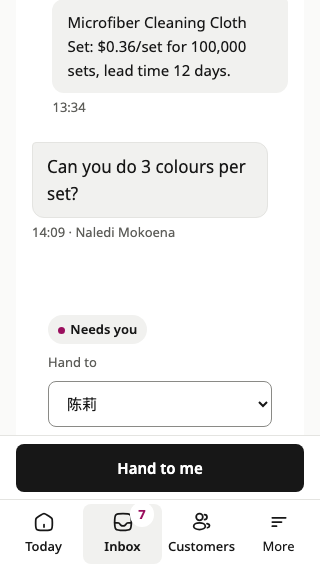 Microfiber Cleaning Cloth
Set: $0.36/set for 100,000
sets, lead time 12 days.
13:34
Can you do 3 colours per
set?
14:09 · Naledi Mokoena
Needs you
Hand to
陈莉
Hand to me
7
Today
Inbox
Customers
More